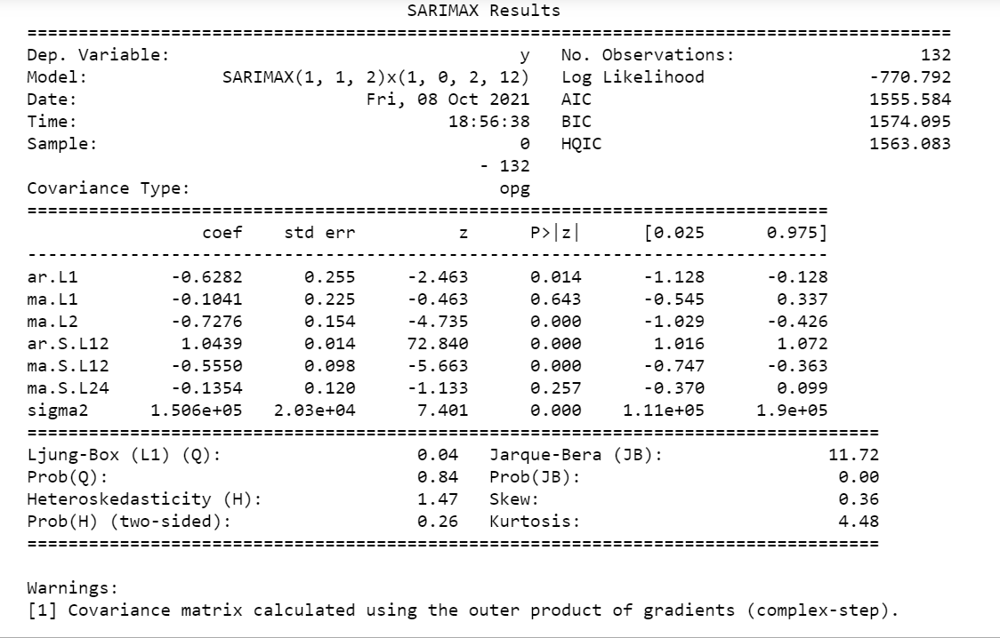 SARIMAX Results
==========================================================================================
Dep. Variable: y No. Observations: 132
Model: SARIMAX(1, 1, 2)x(1, 0, 2, 12) Log Likelihood -770.792
Date: Fri, 08 Oct 2021 AIC 1555.584
Time: 18:56:38 BIC 1574.095
Sample: 0 HQIC 1563.083
- 132
Covariance Type: opg
==============================================================================
coef std err z P>|z| [0.025 0.975]
------------------------------------------------------------------------------
ar.L1 -0.6282 0.255 -2.463 0.014 -1.128 -0.128
ma.L1 -0.1041 0.225 -0.463 0.643 -0.545 0.337
ma.L2 -0.7276 0.154 -4.735 0.000 -1.029 -0.426
ar.S.L12 1.0439 0.014 72.840 0.000 1.016 1.072
ma.S.L12 -0.5550 0.098 -5.663 0.000 -0.747 -0.363
ma.S.L24 -0.1354 0.120 -1.133 0.257 -0.370 0.099
sigma2 1.506e+05 2.03e+04 7.401 0.000 1.11e+05 1.9e+05
===================================================================================
Ljung-Box (L1) (Q): 0.04 Jarque-Bera (JB): 11.72
Prob(Q): 0.84 Prob(JB): 0.00
Heteroskedasticity (H): 1.47 Skew: 0.36
Prob(H) (two-sided): 0.26 Kurtosis: 4.48
===================================================================================
Warnings:
[1] Covariance matrix calculated using the outer product of gradients (complex-step).